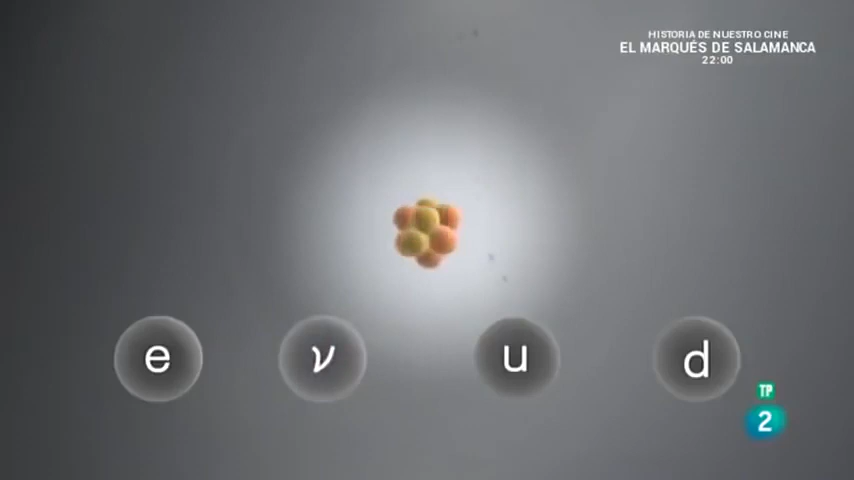 HISTORIA DE NUESTRO CINE
EL MARQUÉS DE SALAMANCA
22:00
e ν u d
TP
2